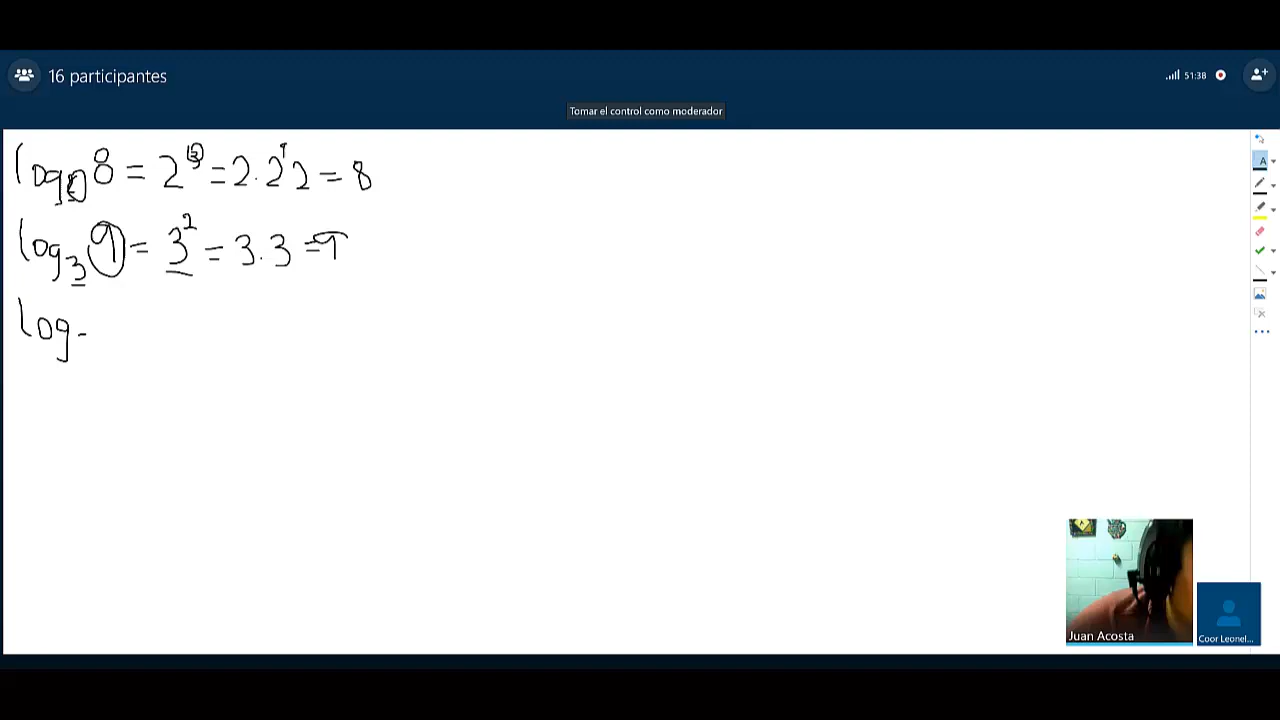 16 participantes
51:38
Tomar el control como moderador
log₂ 8 = 2³ = 2 . 2 . 2 = 8
log₃ 9 = 3² = 3 . 3 = 9
log
A
Juan Acosta
Coor Leonel...